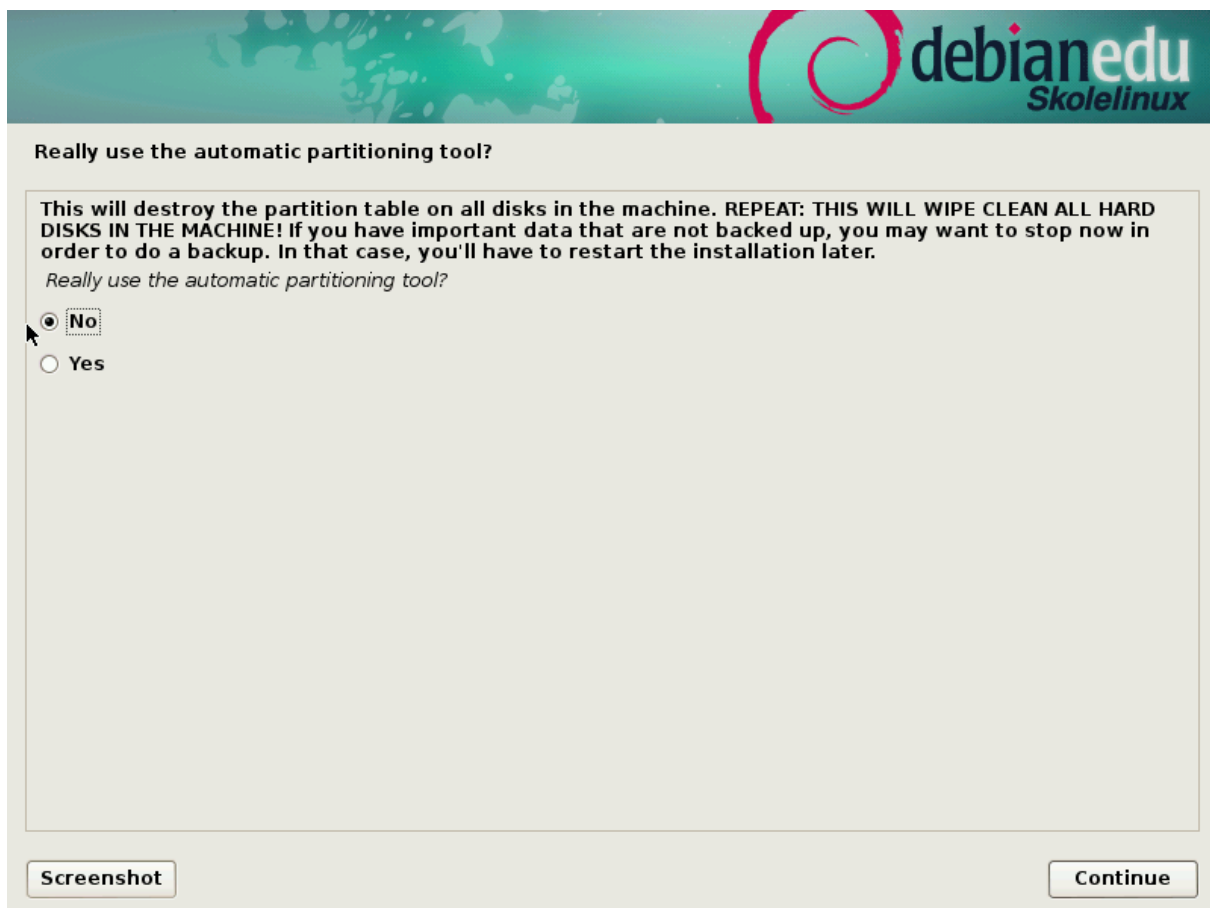 debianedu
Skolelinux
Really use the automatic partitioning tool?
This will destroy the partition table on all disks in the machine. REPEAT: THIS WILL WIPE CLEAN ALL HARD
DISKS IN THE MACHINE! If you have important data that are not backed up, you may want to stop now in
order to do a backup. In that case, you'll have to restart the installation later.
Really use the automatic partitioning tool?
No
Yes
Screenshot
Continue